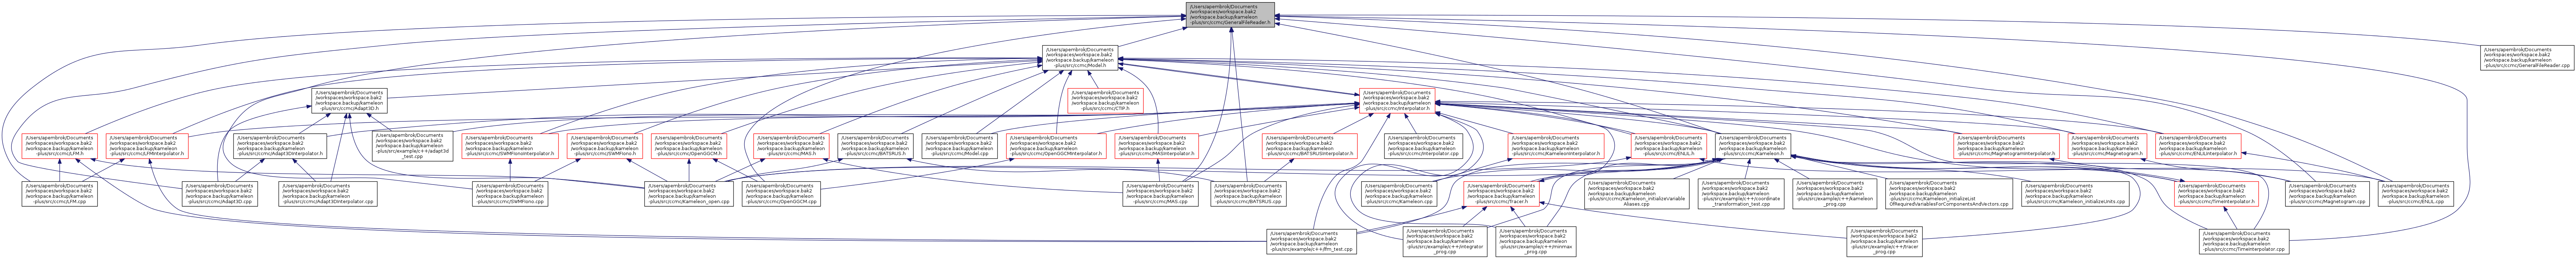 /Users/apembrok/Documents
/workspaces/workspace.bak2
/workspace.backup/kameleon
-plus/src/ccmc/GeneralFileReader.h
/Users/apembrok/Documents
/workspaces/workspace.bak2
/workspace.backup/kameleon
-plus/src/ccmc/Model.h
/Users/apembrok/Documents
/workspaces/workspace.bak2
/workspace.backup/kameleon
-plus/src/ccmc/GeneralFileReader.cpp
/Users/apembrok/Documents
/workspaces/workspace.bak2
/workspace.backup/kameleon
-plus/src/ccmc/Adapt3D.h
/Users/apembrok/Documents
/workspaces/workspace.bak2
/workspace.backup/kameleon
-plus/src/ccmc/CTIP.h
/Users/apembrok/Documents
/workspaces/workspace.bak2
/workspace.backup/kameleon
-plus/src/ccmc/Interpolator.h
/Users/apembrok/Documents
/workspaces/workspace.bak2
/workspace.backup/kameleon
-plus/src/ccmc/LFM.h
/Users/apembrok/Documents
/workspaces/workspace.bak2
/workspace.backup/kameleon
-plus/src/ccmc/LFMInterpolator.h
/Users/apembrok/Documents
/workspaces/workspace.bak2
/workspace.backup/kameleon
-plus/src/ccmc/Adapt3DInterpolator.h
/Users/apembrok/Documents
/workspaces/workspace.bak2
/workspace.backup/kameleon
-plus/src/example/c++/adapt3d
_test.cpp
/Users/apembrok/Documents
/workspaces/workspace.bak2
/workspace.backup/kameleon
-plus/src/ccmc/SWMFIonoInterpolator.h
/Users/apembrok/Documents
/workspaces/workspace.bak2
/workspace.backup/kameleon
-plus/src/ccmc/SWMFIono.h
/Users/apembrok/Documents
/workspaces/workspace.bak2
/workspace.backup/kameleon
-plus/src/ccmc/OpenGGCM.h
/Users/apembrok/Documents
/workspaces/workspace.bak2
/workspace.backup/kameleon
-plus/src/ccmc/MAS.h
/Users/apembrok/Documents
/workspaces/workspace.bak2
/workspace.backup/kameleon
-plus/src/ccmc/BATSRUS.h
/Users/apembrok/Documents
/workspaces/workspace.bak2
/workspace.backup/kameleon
-plus/src/ccmc/Model.cpp
/Users/apembrok/Documents
/workspaces/workspace.bak2
/workspace.backup/kameleon
-plus/src/ccmc/OpenGGCMInterpolator.h
/Users/apembrok/Documents
/workspaces/workspace.bak2
/workspace.backup/kameleon
-plus/src/ccmc/MASInterpolator.h
/Users/apembrok/Documents
/workspaces/workspace.bak2
/workspace.backup/kameleon
-plus/src/ccmc/BATSRUSInterpolator.h
/Users/apembrok/Documents
/workspaces/workspace.bak2
/workspace.backup/kameleon
-plus/src/ccmc/Interpolator.cpp
/Users/apembrok/Documents
/workspaces/workspace.bak2
/workspace.backup/kameleon
-plus/src/ccmc/KameleonInterpolator.h
/Users/apembrok/Documents
/workspaces/workspace.bak2
/workspace.backup/kameleon
-plus/src/ccmc/ENLIL.h
/Users/apembrok/Documents
/workspaces/workspace.bak2
/workspace.backup/kameleon
-plus/src/ccmc/Kameleon.h
/Users/apembrok/Documents
/workspaces/workspace.bak2
/workspace.backup/kameleon
-plus/src/ccmc/MagnetogramInterpolator.h
/Users/apembrok/Documents
/workspaces/workspace.bak2
/workspace.backup/kameleon
-plus/src/ccmc/Magnetogram.h
/Users/apembrok/Documents
/workspaces/workspace.bak2
/workspace.backup/kameleon
-plus/src/ccmc/ENLILInterpolator.h
/Users/apembrok/Documents
/workspaces/workspace.bak2
/workspace.backup/kameleon
-plus/src/ccmc/LFM.cpp
/Users/apembrok/Documents
/workspaces/workspace.bak2
/workspace.backup/kameleon
-plus/src/ccmc/Adapt3D.cpp
/Users/apembrok/Documents
/workspaces/workspace.bak2
/workspace.backup/kameleon
-plus/src/ccmc/Adapt3DInterpolator.cpp
/Users/apembrok/Documents
/workspaces/workspace.bak2
/workspace.backup/kameleon
-plus/src/ccmc/SWMFIono.cpp
/Users/apembrok/Documents
/workspaces/workspace.bak2
/workspace.backup/kameleon
-plus/src/ccmc/Kameleon_open.cpp
/Users/apembrok/Documents
/workspaces/workspace.bak2
/workspace.backup/kameleon
-plus/src/ccmc/OpenGGCM.cpp
/Users/apembrok/Documents
/workspaces/workspace.bak2
/workspace.backup/kameleon
-plus/src/ccmc/MAS.cpp
/Users/apembrok/Documents
/workspaces/workspace.bak2
/workspace.backup/kameleon
-plus/src/ccmc/BATSRUS.cpp
/Users/apembrok/Documents
/workspaces/workspace.bak2
/workspace.backup/kameleon
-plus/src/ccmc/Kameleon.cpp
/Users/apembrok/Documents
/workspaces/workspace.bak2
/workspace.backup/kameleon
-plus/src/ccmc/Tracer.h
/Users/apembrok/Documents
/workspaces/workspace.bak2
/workspace.backup/kameleon
-plus/src/ccmc/Kameleon_initializeVariable
Aliases.cpp
/Users/apembrok/Documents
/workspaces/workspace.bak2
/workspace.backup/kameleon
-plus/src/example/c++/coordinate
_transformation_test.cpp
/Users/apembrok/Documents
/workspaces/workspace.bak2
/workspace.backup/kameleon
-plus/src/example/c++/kameleon
_prog.cpp
/Users/apembrok/Documents
/workspaces/workspace.bak2
/workspace.backup/kameleon
-plus/src/ccmc/Kameleon_initializeList
OfRequiredVariablesForComponentsAndVectors.cpp
/Users/apembrok/Documents
/workspaces/workspace.bak2
/workspace.backup/kameleon
-plus/src/ccmc/Kameleon_initializeUnits.cpp
/Users/apembrok/Documents
/workspaces/workspace.bak2
/workspace.backup/kameleon
-plus/src/ccmc/TimeInterpolator.h
/Users/apembrok/Documents
/workspaces/workspace.bak2
/workspace.backup/kameleon
-plus/src/ccmc/Magnetogram.cpp
/Users/apembrok/Documents
/workspaces/workspace.bak2
/workspace.backup/kameleon
-plus/src/ccmc/ENLIL.cpp
/Users/apembrok/Documents
/workspaces/workspace.bak2
/workspace.backup/kameleon
-plus/src/example/c++/lfm_test.cpp
/Users/apembrok/Documents
/workspaces/workspace.bak2
/workspace.backup/kameleon
-plus/src/example/c++/integrator
_prog.cpp
/Users/apembrok/Documents
/workspaces/workspace.bak2
/workspace.backup/kameleon
-plus/src/example/c++/minmax
_prog.cpp
/Users/apembrok/Documents
/workspaces/workspace.bak2
/workspace.backup/kameleon
-plus/src/example/c++/tracer
_prog.cpp
/Users/apembrok/Documents
/workspaces/workspace.bak2
/workspace.backup/kameleon
-plus/src/ccmc/TimeInterpolator.cpp